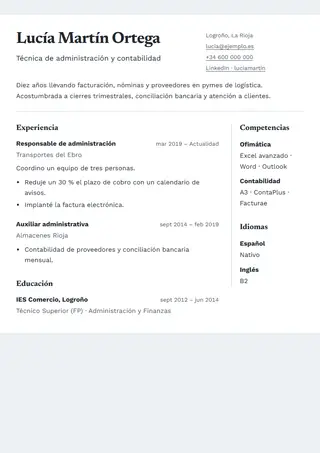 Lucía Martín Ortega
Técnica de administración y contabilidad
Logroño, La Rioja
lucia@ejemplo.es
+34 600 000 000
LinkedIn · luciamartin
Diez años llevando facturación, nóminas y proveedores en pymes de logística.
Acostumbrada a cierres trimestrales, conciliación bancaria y atención a clientes.
Experiencia
Responsable de administración
mar 2019 – Actualidad
Transportes del Ebro
Coordino un equipo de tres personas.
• Reduje un 30 % el plazo de cobro con un calendario de
avisos.
• Implanté la factura electrónica.
Auxiliar administrativa
sept 2014 – feb 2019
Almacenes Rioja
• Contabilidad de proveedores y conciliación bancaria
mensual.
Educación
IES Comercio, Logroño
sept 2012 – jun 2014
Técnico Superior (FP) · Administración y Finanzas
Competencias
Ofimática
Excel avanzado ·
Word · Outlook
Contabilidad
A3 · ContaPlus ·
Facturae
Idiomas
Español
Nativo
Inglés
B2